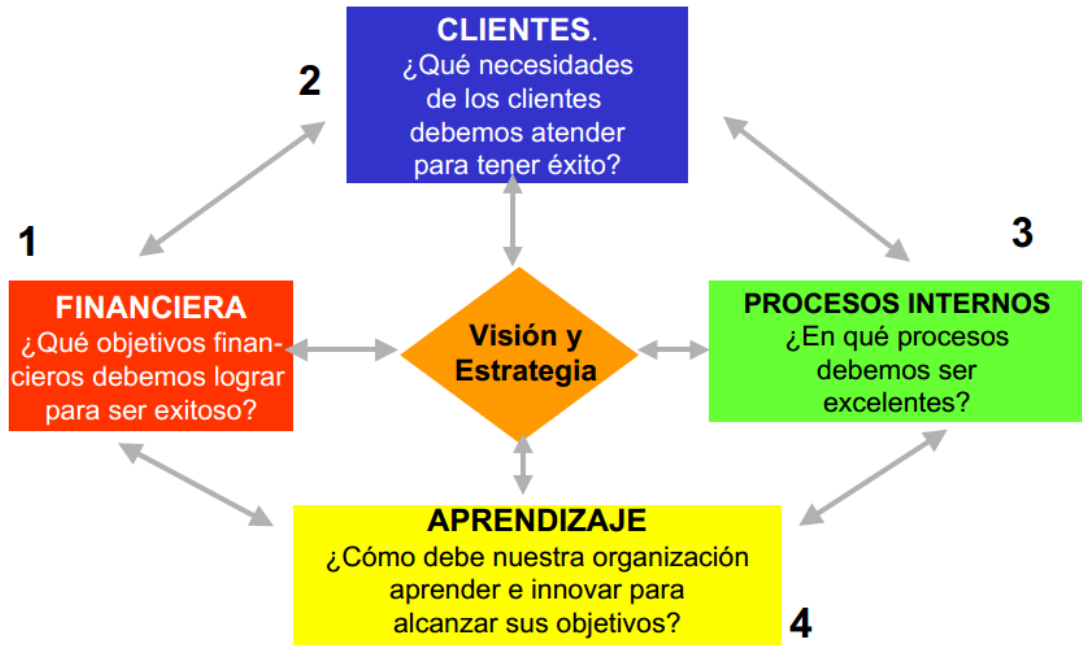 CLIENTES.
¿Qué necesidades
de los clientes
debemos atender
para tener éxito?
2
1
3
FINANCIERA
¿Qué objetivos finan-
cieros debemos lograr
para ser exitoso?
Visión y
Estrategia
PROCESOS INTERNOS
¿En qué procesos
debemos ser
excelentes?
APRENDIZAJE
¿Cómo debe nuestra organización
aprender e innovar para
alcanzar sus objetivos?
4